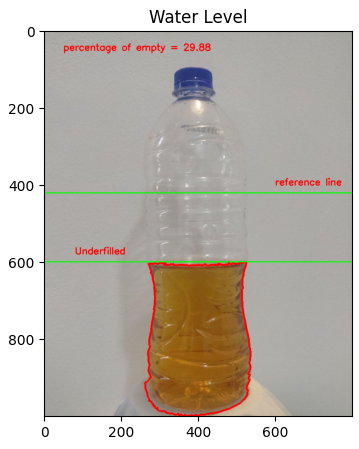 Water Level
0
percentage of empty = 29.88
200
400
reference line
Underfilled
600
800
0
200
400
600